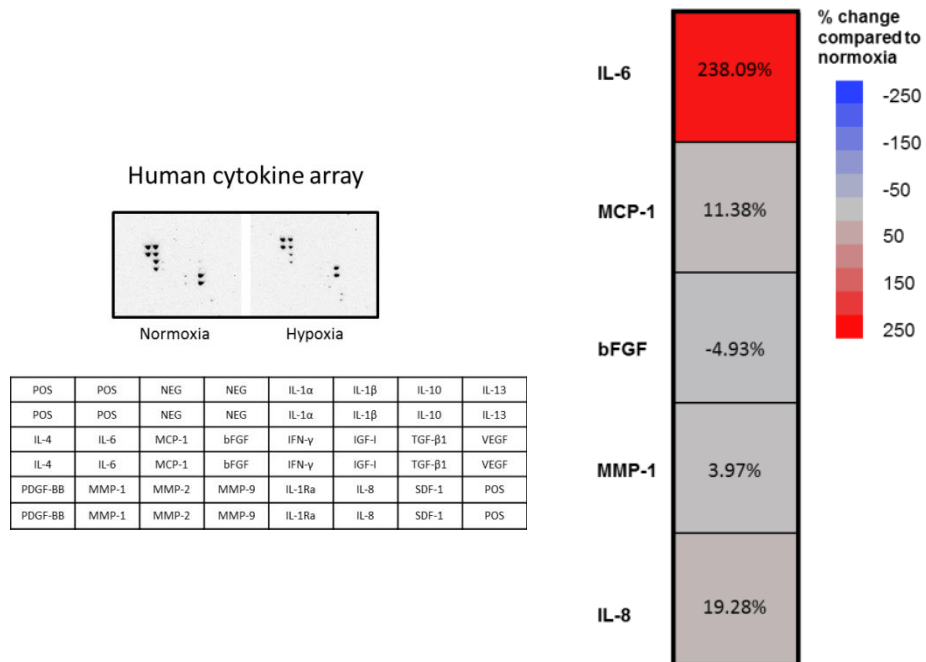 Human cytokine array
Normoxia Hypoxia
POS POS NEG NEG IL-1α IL-1β IL-10 IL-13
POS POS NEG NEG IL-1α IL-1β IL-10 IL-13
IL-4 IL-6 MCP-1 bFGF IFN-γ IGF-I TGF-β1 VEGF
IL-4 IL-6 MCP-1 bFGF IFN-γ IGF-I TGF-β1 VEGF
PDGF-BB MMP-1 MMP-2 MMP-9 IL-1Ra IL-8 SDF-1 POS
PDGF-BB MMP-1 MMP-2 MMP-9 IL-1Ra IL-8 SDF-1 POS
IL-6 238.09%
MCP-1 11.38%
bFGF -4.93%
MMP-1 3.97%
IL-8 19.28%
% change
compared to
normoxia
-250
-150
-50
50
150
250